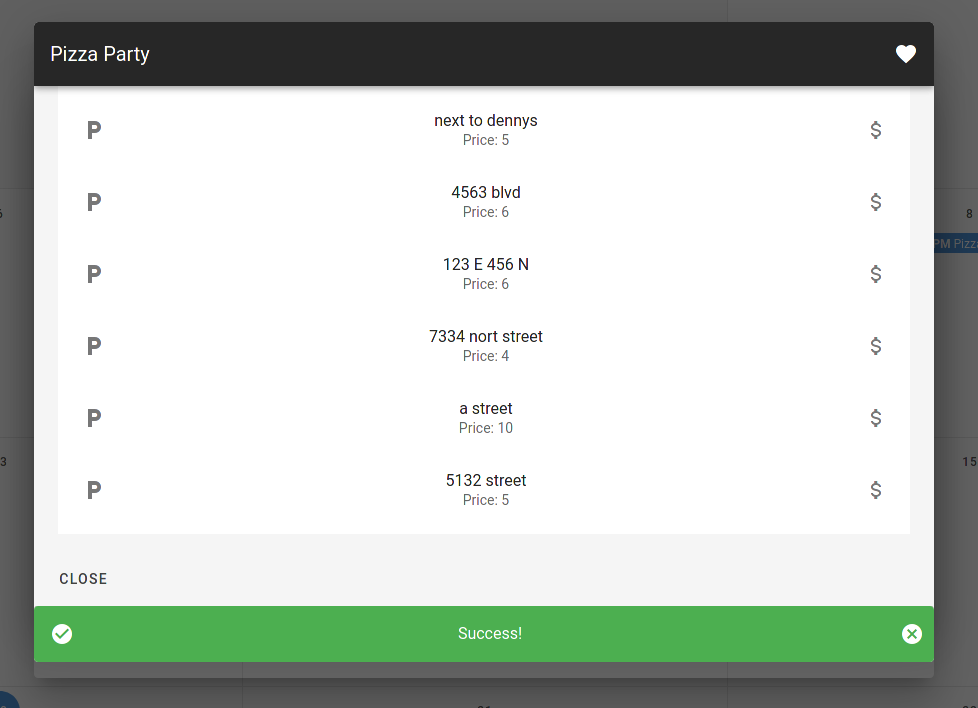 Pizza Party
P
next to dennys
$
Price: 5
P
4563 blvd
$
Price: 6
P
123 E 456 N
$
Price: 6
P
7334 nort street
$
Price: 4
P
a street
$
Price: 10
P
5132 street
$
Price: 5
CLOSE
Success!
8
PM Pizz
3
15